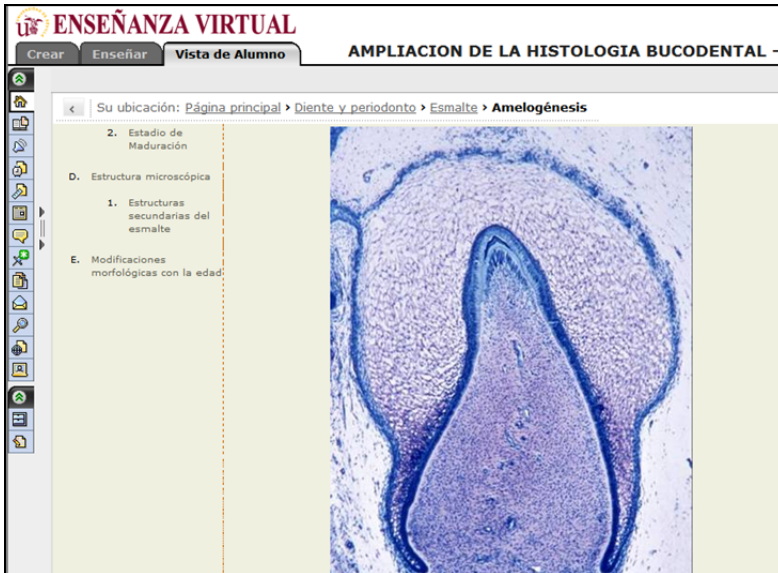 ENSEÑANZA VIRTUAL
Crear Enseñar Vista de Alumno AMPLIACION DE LA HISTOLOGIA BUCODENTAL -
Su ubicación: Página principal › Diente y periodonto › Esmalte › Amelogénesis
2. Estadio de
Maduración
D. Estructura microscópica
1. Estructuras
secundarias del
esmalte
E. Modificaciones
morfológicas con la edad